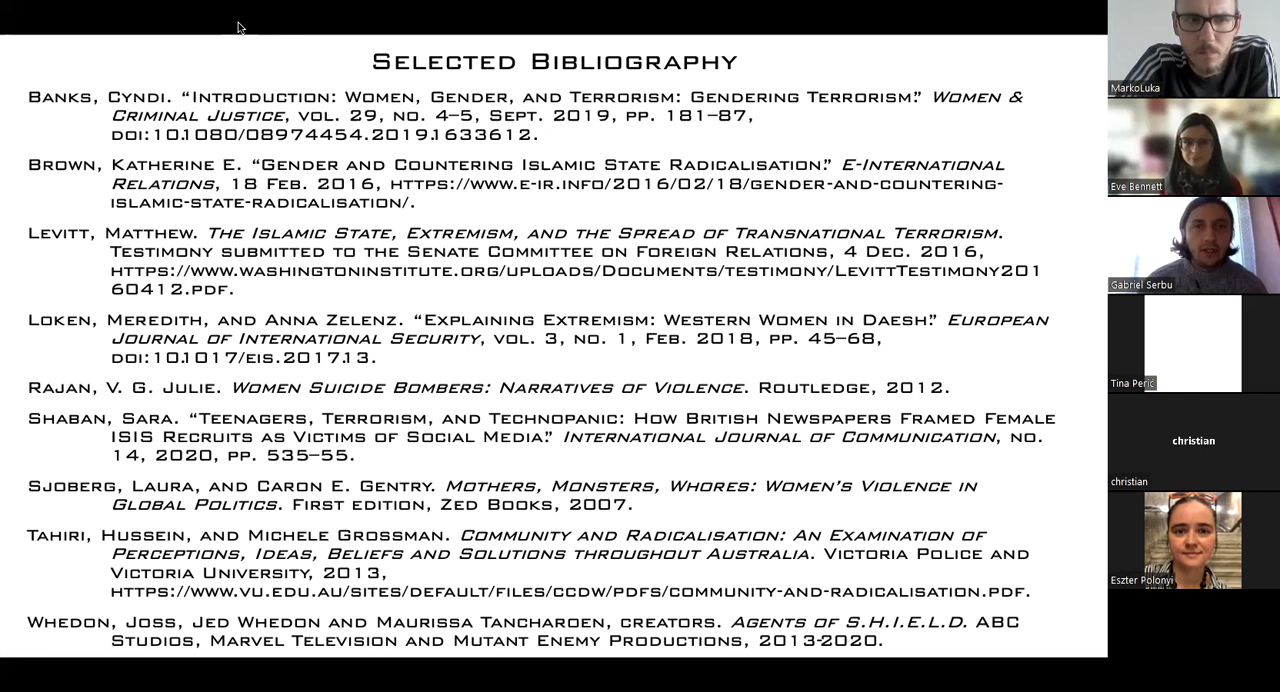 SELECTED BIBLIOGRAPHY
BANKS, CYNDI. “INTRODUCTION: WOMEN, GENDER, AND TERRORISM: GENDERING TERRORISM.” WOMEN &
CRIMINAL JUSTICE, VOL. 29, NO. 4–5, SEPT. 2019, PP. 181–87,
DOI:10.1080/08974454.2019.1633612.
BROWN, KATHERINE E. “GENDER AND COUNTERING ISLAMIC STATE RADICALISATION.” E-INTERNATIONAL
RELATIONS, 18 FEB. 2016, HTTPS://WWW.E-IR.INFO/2016/02/18/GENDER-AND-COUNTERING-
ISLAMIC-STATE-RADICALISATION/.
LEVITT, MATTHEW. THE ISLAMIC STATE, EXTREMISM, AND THE SPREAD OF TRANSNATIONAL TERRORISM.
TESTIMONY SUBMITTED TO THE SENATE COMMITTEE ON FOREIGN RELATIONS, 4 DEC. 2016,
HTTPS://WWW.WASHINGTONINSTITUTE.ORG/UPLOADS/DOCUMENTS/TESTIMONY/LEVITTTESTIMONY201
60412.PDF.
LOKEN, MEREDITH, AND ANNA ZELENZ. “EXPLAINING EXTREMISM: WESTERN WOMEN IN DAESH.” EUROPEAN
JOURNAL OF INTERNATIONAL SECURITY, VOL. 3, NO. 1, FEB. 2018, PP. 45–68,
DOI:10.1017/EIS.2017.13.
RAJAN, V. G. JULIE. WOMEN SUICIDE BOMBERS: NARRATIVES OF VIOLENCE. ROUTLEDGE, 2012.
SHABAN, SARA. “TEENAGERS, TERRORISM, AND TECHNOPANIC: HOW BRITISH NEWSPAPERS FRAMED FEMALE
ISIS RECRUITS AS VICTIMS OF SOCIAL MEDIA.” INTERNATIONAL JOURNAL OF COMMUNICATION, NO.
14, 2020, PP. 535–55.
SJOBERG, LAURA, AND CARON E. GENTRY. MOTHERS, MONSTERS, WHORES: WOMEN’S VIOLENCE IN
GLOBAL POLITICS. FIRST EDITION, ZED BOOKS, 2007.
TAHIRI, HUSSEIN, AND MICHELE GROSSMAN. COMMUNITY AND RADICALISATION: AN EXAMINATION OF
PERCEPTIONS, IDEAS, BELIEFS AND SOLUTIONS THROUGHOUT AUSTRALIA. VICTORIA POLICE AND
VICTORIA UNIVERSITY, 2013,
HTTPS://WWW.VU.EDU.AU/SITES/DEFAULT/FILES/CCDW/PDFS/COMMUNITY-AND-RADICALISATION.PDF.
WHEDON, JOSS, JED WHEDON AND MAURISSA TANCHAROEN, CREATORS. AGENTS OF S.H.I.E.L.D. ABC
STUDIOS, MARVEL TELEVISION AND MUTANT ENEMY PRODUCTIONS, 2013-2020.
MarkoLuka
Eve Bennett
Gabriel Serbu
Tina Perić
christian
christian
Eszter Polonyi